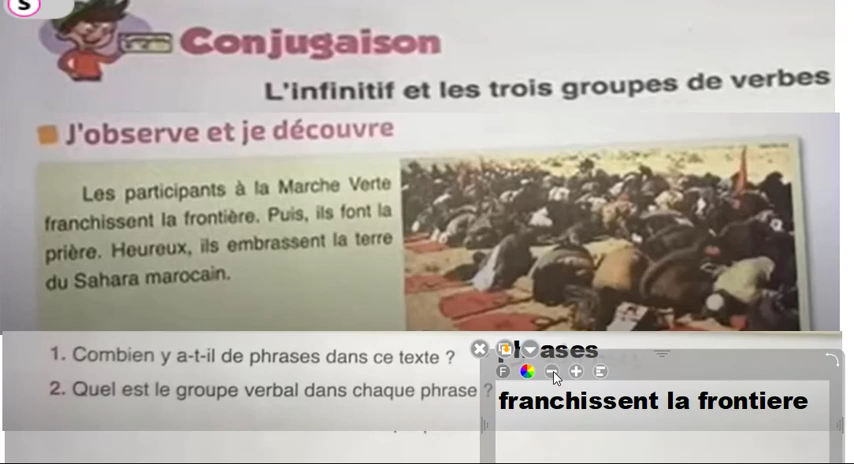 S
Conjugaison
L'infinitif et les trois groupes de verbes
J'observe et je découvre
Les participants à la Marche Verte
franchissent la frontière. Puis, ils font la
prière. Heureux, ils embrassent la terre
du Sahara marocain.
1. Combien y a-t-il de phrases dans ce texte ?
phrases
F
2. Quel est le groupe verbal dans chaque phrase ?
franchissent la frontiere